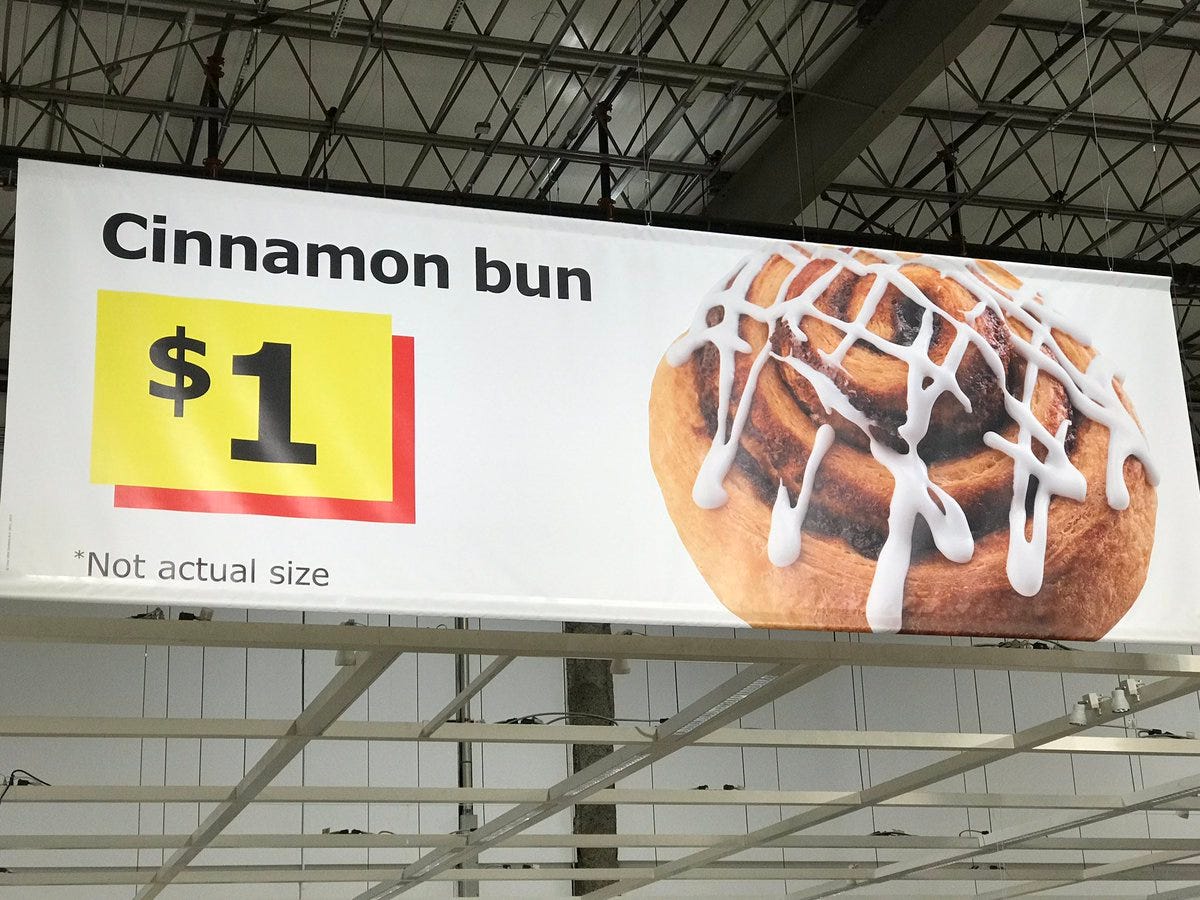 Cinnamon bun
$1
*Not actual size